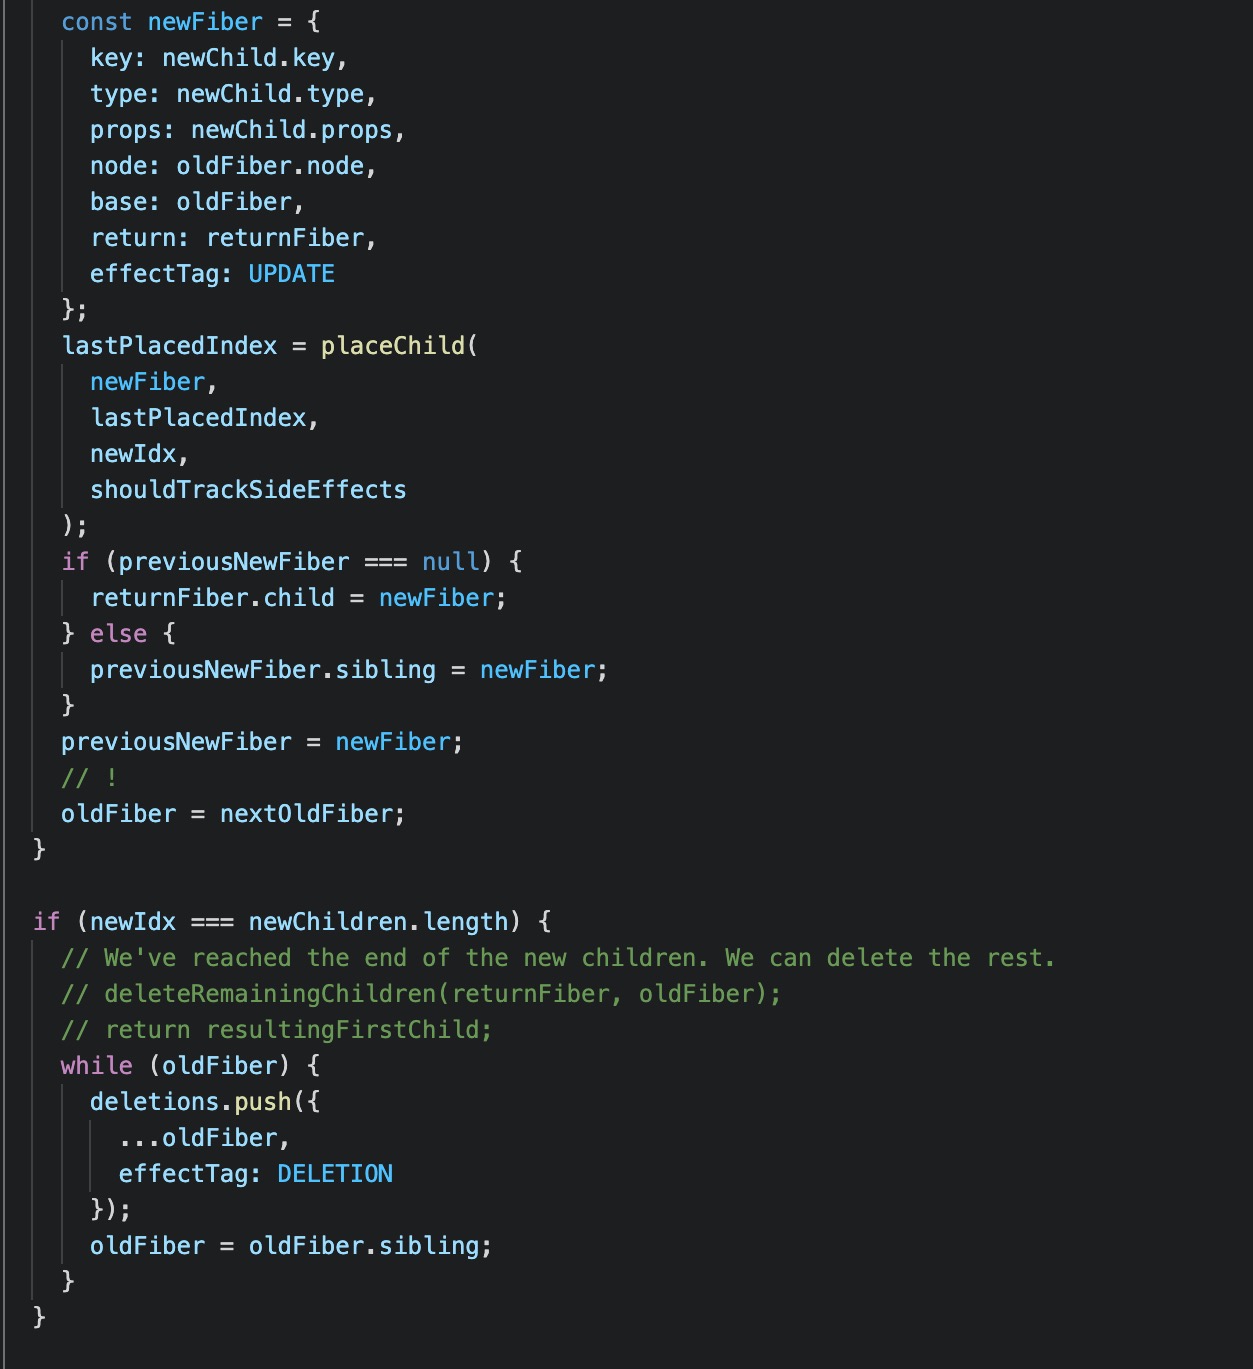 const newFiber = {
key: newChild.key,
type: newChild.type,
props: newChild.props,
node: oldFiber.node,
base: oldFiber,
return: returnFiber,
effectTag: UPDATE
};
lastPlacedIndex = placeChild(
newFiber,
lastPlacedIndex,
newIdx,
shouldTrackSideEffects
);
if (previousNewFiber === null) {
returnFiber.child = newFiber;
} else {
previousNewFiber.sibling = newFiber;
}
previousNewFiber = newFiber;
// !
oldFiber = nextOldFiber;
}
if (newIdx === newChildren.length) {
// We've reached the end of the new children. We can delete the rest.
// deleteRemainingChildren(returnFiber, oldFiber);
// return resultingFirstChild;
while (oldFiber) {
deletions.push({
...oldFiber,
effectTag: DELETION
});
oldFiber = oldFiber.sibling;
}
}